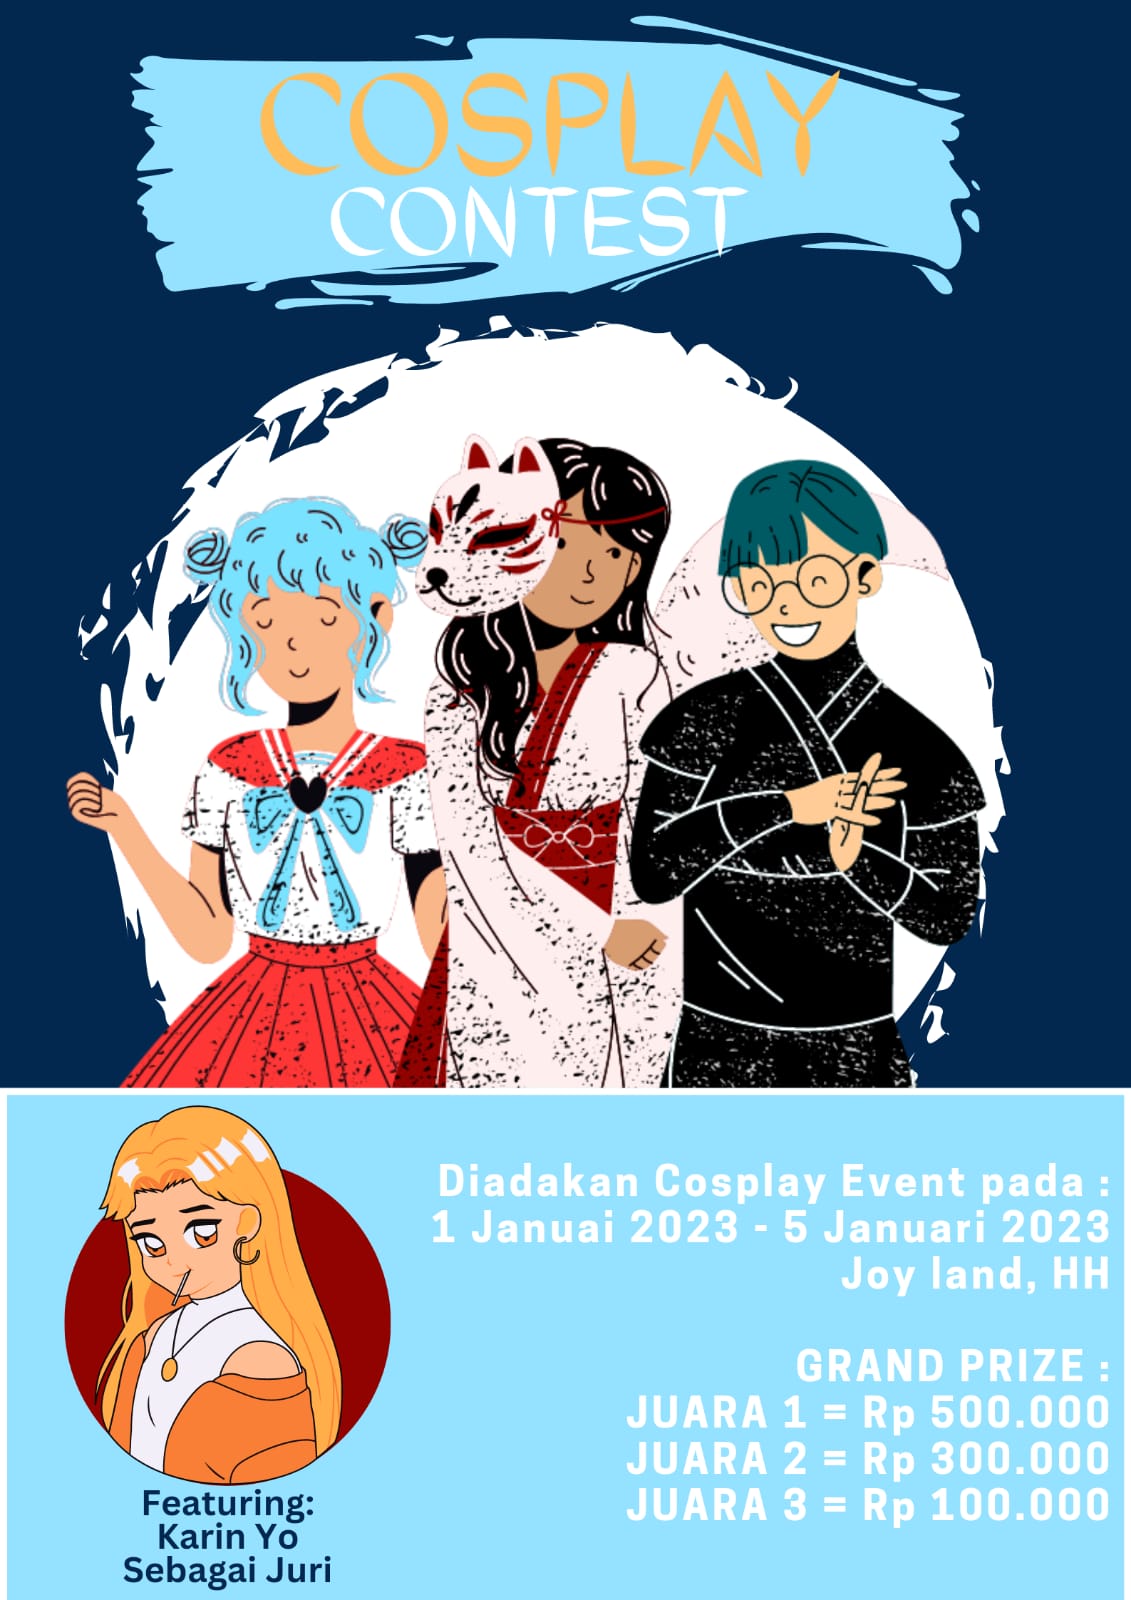 COSPLAY
CONTEST
Diadakan Cosplay Event pada :
1 Januai 2023 - 5 Januari 2023
Joy land, HH
GRAND PRIZE :
JUARA 1 = Rp 500.000
JUARA 2 = Rp 300.000
JUARA 3 = Rp 100.000
Featuring:
Karin Yo
Sebagai Juri